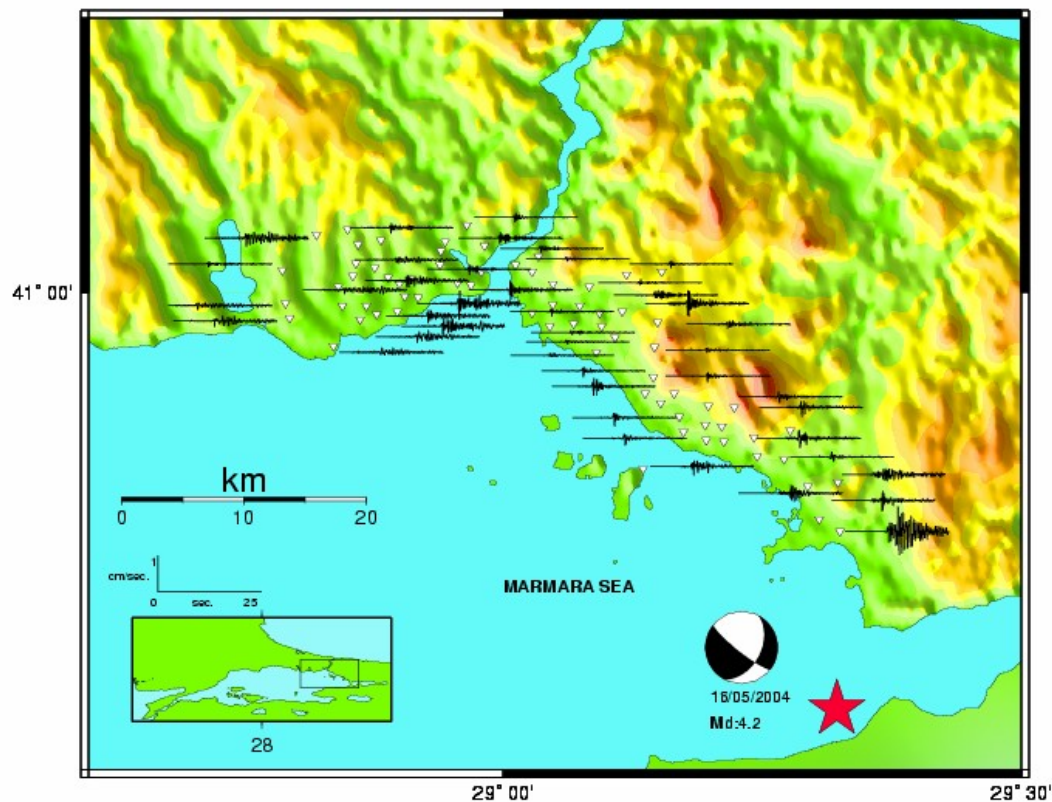 41° 00'
km
0 10 20
1
cm/sec.
0 sec. 25
MARMARA SEA
16/05/2004
Md:4.2
28
29° 00'
29° 30'